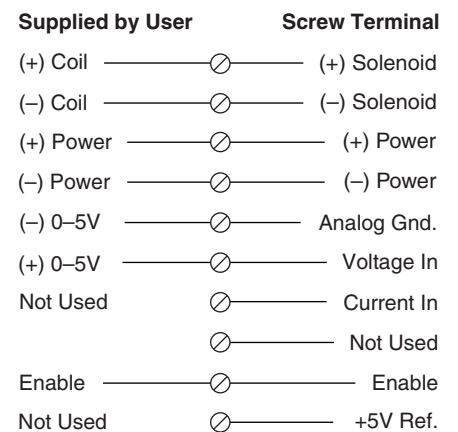 Supplied by User Screw Terminal
(+) Coil (+) Solenoid
(–) Coil (–) Solenoid
(+) Power (+) Power
(–) Power (–) Power
(–) 0–5V Analog Gnd.
(+) 0–5V Voltage In
Not Used Current In
Not Used
Enable Enable
Not Used +5V Ref.